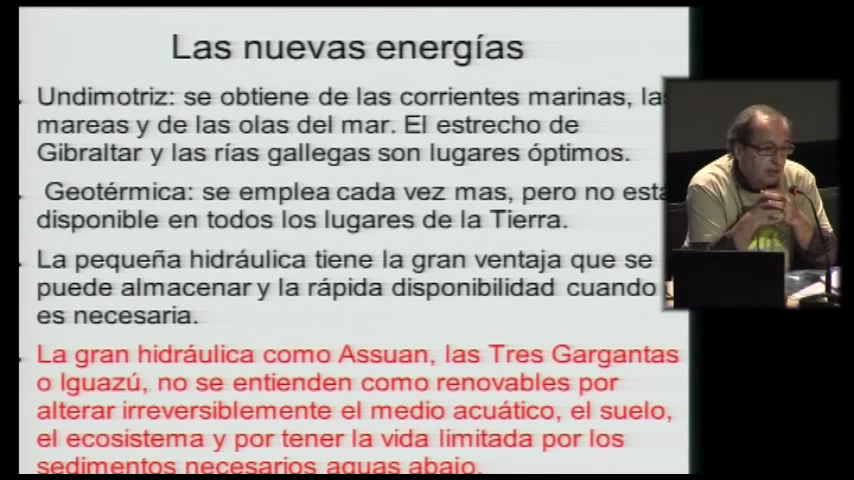 Las nuevas energías
Undimotriz: se obtiene de las corrientes marinas, las
mareas y de las olas del mar. El estrecho de
Gibraltar y las rías gallegas son lugares óptimos.
Geotérmica: se emplea cada vez mas, pero no esta
disponible en todos los lugares de la Tierra.
La pequeña hidráulica tiene la gran ventaja que se
puede almacenar y la rápida disponibilidad cuando
es necesaria.
La gran hidráulica como Assuan, las Tres Gargantas
o Iguazú, no se entienden como renovables por
alterar irreversiblemente el medio acuático, el suelo,
el ecosistema y por tener la vida limitada por los
sedimentos necesarios aguas abajo.